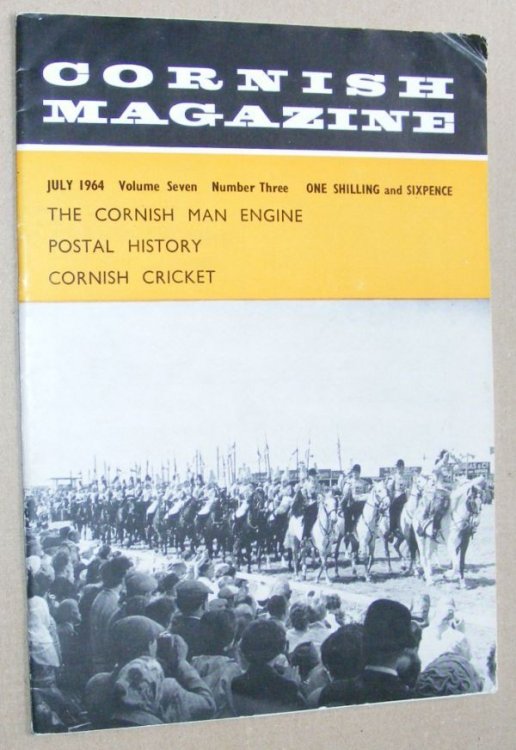 CORNISH
MAGAZINE
JULY 1964 Volume Seven Number Three ONE SHILLING and SIXPENCE
THE CORNISH MAN ENGINE
POSTAL HISTORY
CORNISH CRICKET